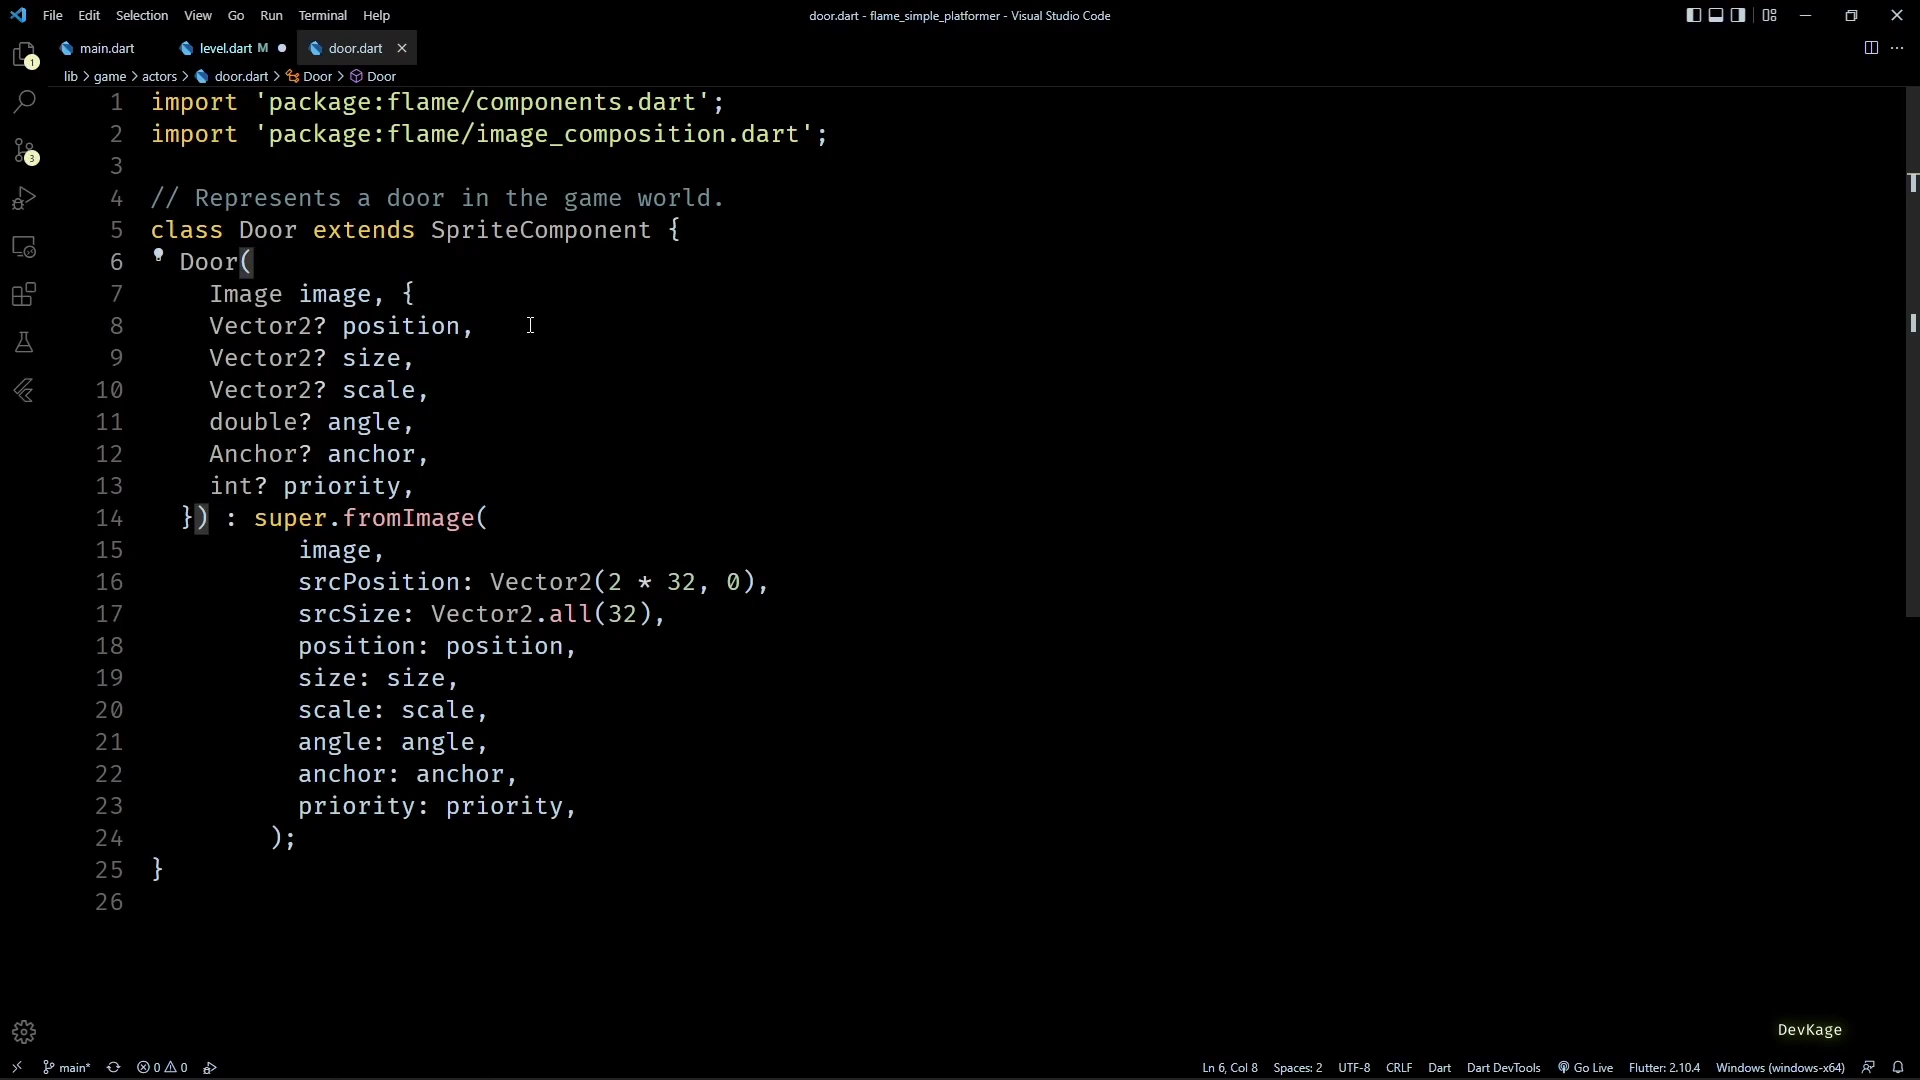 File Edit Selection View Go Run Terminal Help
door.dart - flame_simple_platformer - Visual Studio Code
main.dart level.dart M door.dart
lib > game > actors > door.dart > Door > Door
1 import 'package:flame/components.dart';
2 import 'package:flame/image_composition.dart';
3
4 // Represents a door in the game world.
5 class Door extends SpriteComponent {
6 Door(
7 Image image, {
8 Vector2? position,
9 Vector2? size,
10 Vector2? scale,
11 double? angle,
12 Anchor? anchor,
13 int? priority,
14 }) : super.fromImage(
15 image,
16 srcPosition: Vector2(2 * 32, 0),
17 srcSize: Vector2.all(32),
18 position: position,
19 size: size,
20 scale: scale,
21 angle: angle,
22 anchor: anchor,
23 priority: priority,
24 );
25 }
26
1
3
DevKage
main* 0 0 Ln 6, Col 8 Spaces: 2 UTF-8 CRLF Dart Dart DevTools Go Live Flutter: 2.10.4 Windows (windows-x64)